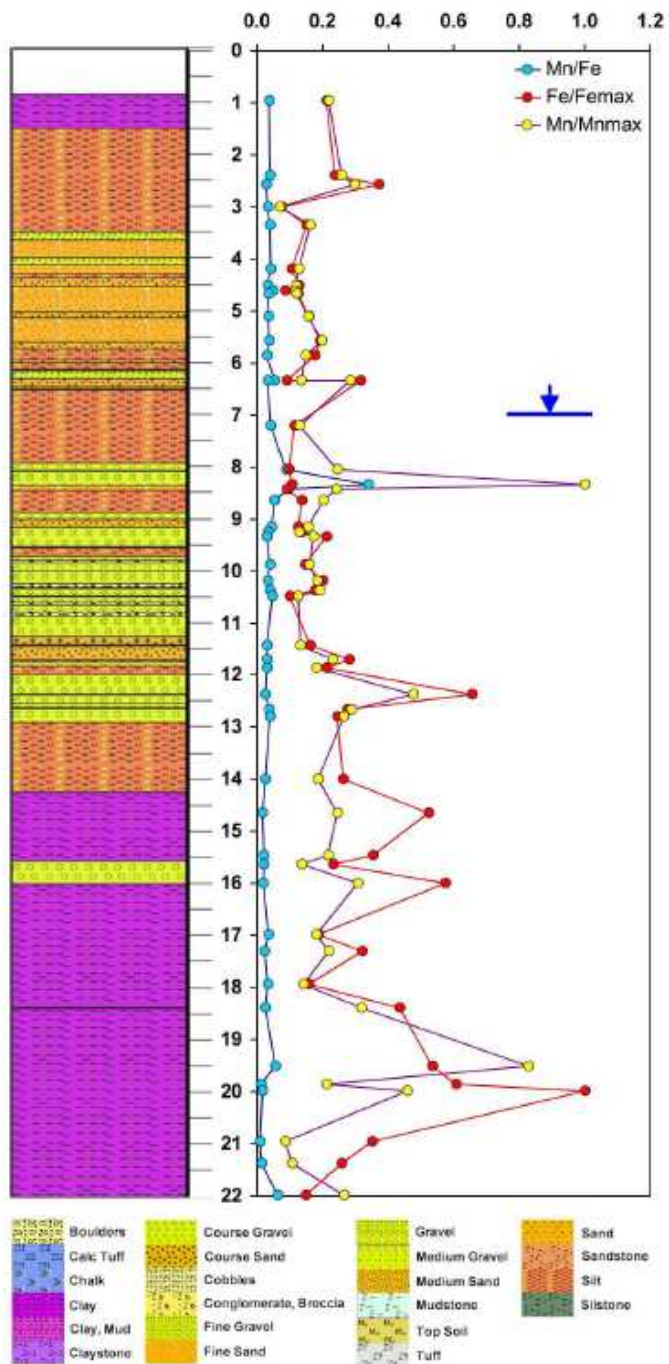 0.0 0.2 0.4 0.6 0.8 1.0 1.2
0
Mn/Fe
Fe/Femax
Mn/Mnmax
1
2
3
4
5
6
7
8
9
10
11
12
13
14
15
16
17
18
19
20
21
22
Bouldors
Calc Tuff
Chalk
Clay
Clay, Mud
Claystone
Course Gravel
Course Sand
Cobbles
Conglomerate, Breccia
Fine Gravel
Fine Sand
Gravel
Medium Gravel
Medium Sand
Mudstone
Top Soil
Tuff
Sand
Sandstone
Silt
Silstone